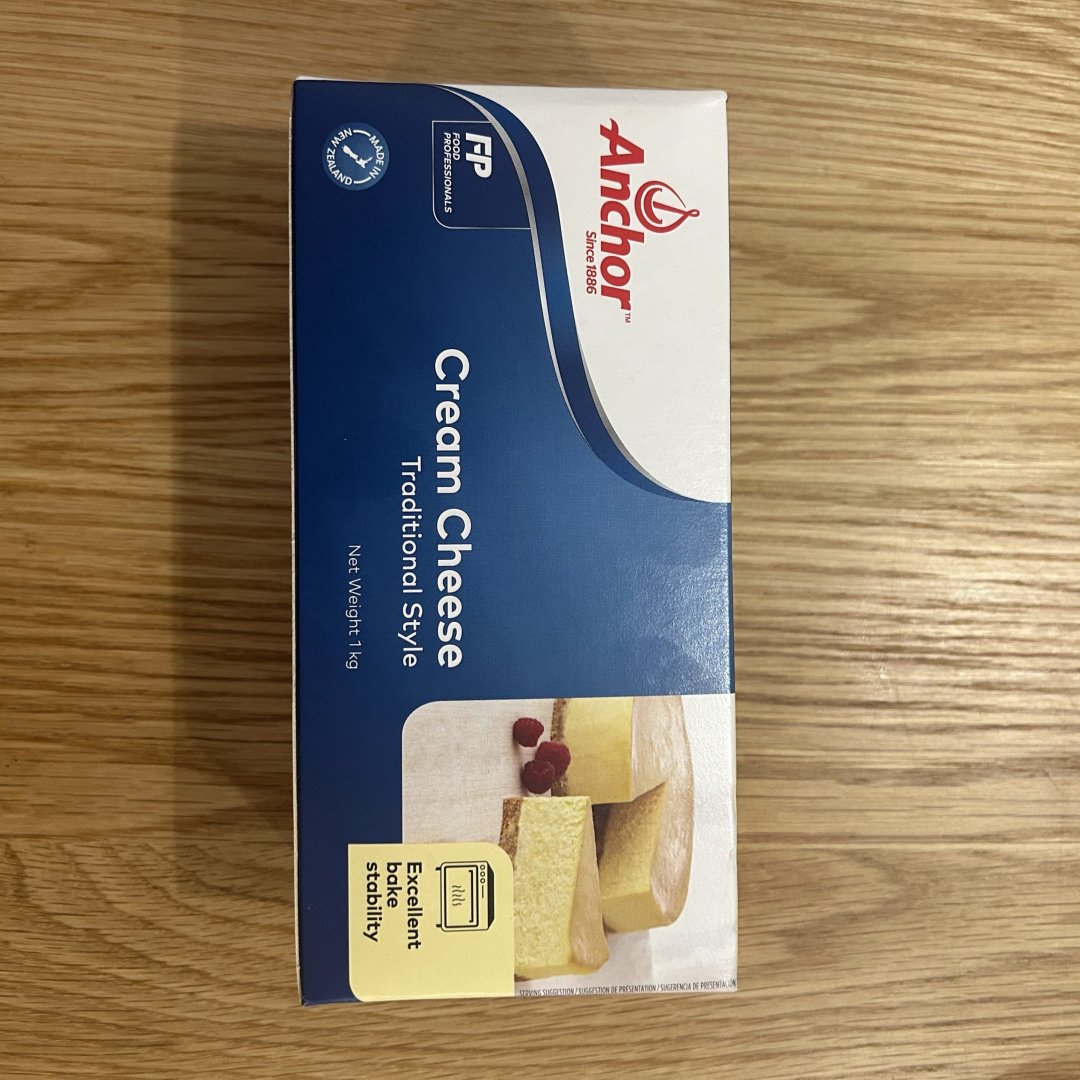 Anchor™
Since 1886
FP
FOOD
PROFESSIONALS
MADE IN
NEW ZEALAND
Cream Cheese
Traditional Style
Net Weight 1 kg
Excellent
bake
stability
SERVING SUGGESTION / SUGGESTION DE PRÉSENTATION / SUGERENCIA DE PRESENTACIÓN